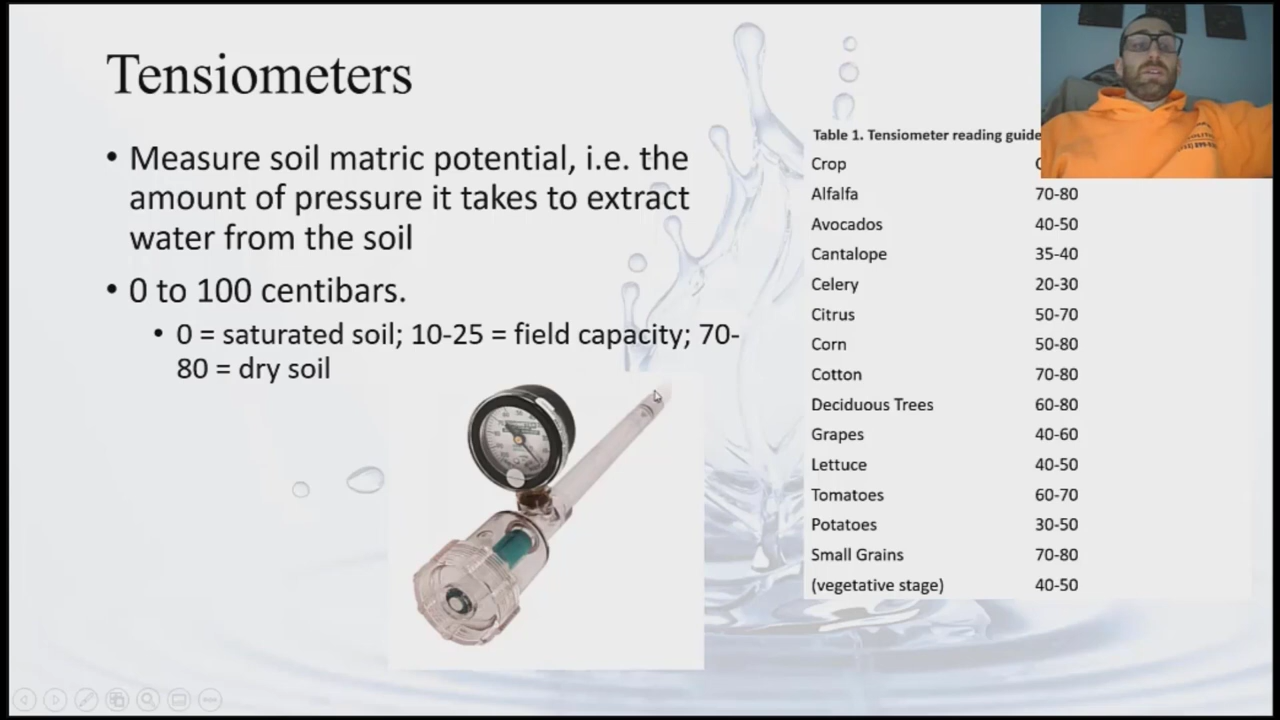 Tensiometers
• Measure soil matric potential, i.e. the
amount of pressure it takes to extract
water from the soil
• 0 to 100 centibars.
• 0 = saturated soil; 10-25 = field capacity; 70-
80 = dry soil
Table 1. Tensiometer reading guide
Crop
Alfalfa 70-80
Avocados 40-50
Cantalope 35-40
Celery 20-30
Citrus 50-70
Corn 50-80
Cotton 70-80
Deciduous Trees 60-80
Grapes 40-60
Lettuce 40-50
Tomatoes 60-70
Potatoes 30-50
Small Grains 70-80
(vegetative stage) 40-50